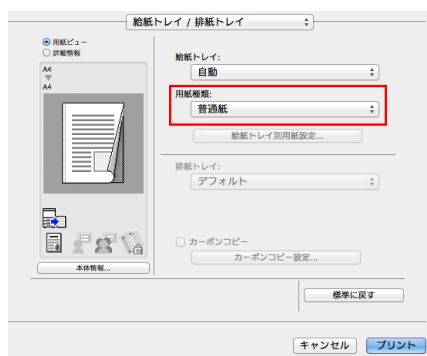 給紙トレイ / 排紙トレイ
用紙ビュー
詳細情報
A4
A4
本体情報...
給紙トレイ:
自動
用紙種類:
普通紙
給紙トレイ別用紙設定...
排紙トレイ:
デフォルト
カーボンコピー
カーボンコピー設定...
標準に戻す
キャンセル
プリント